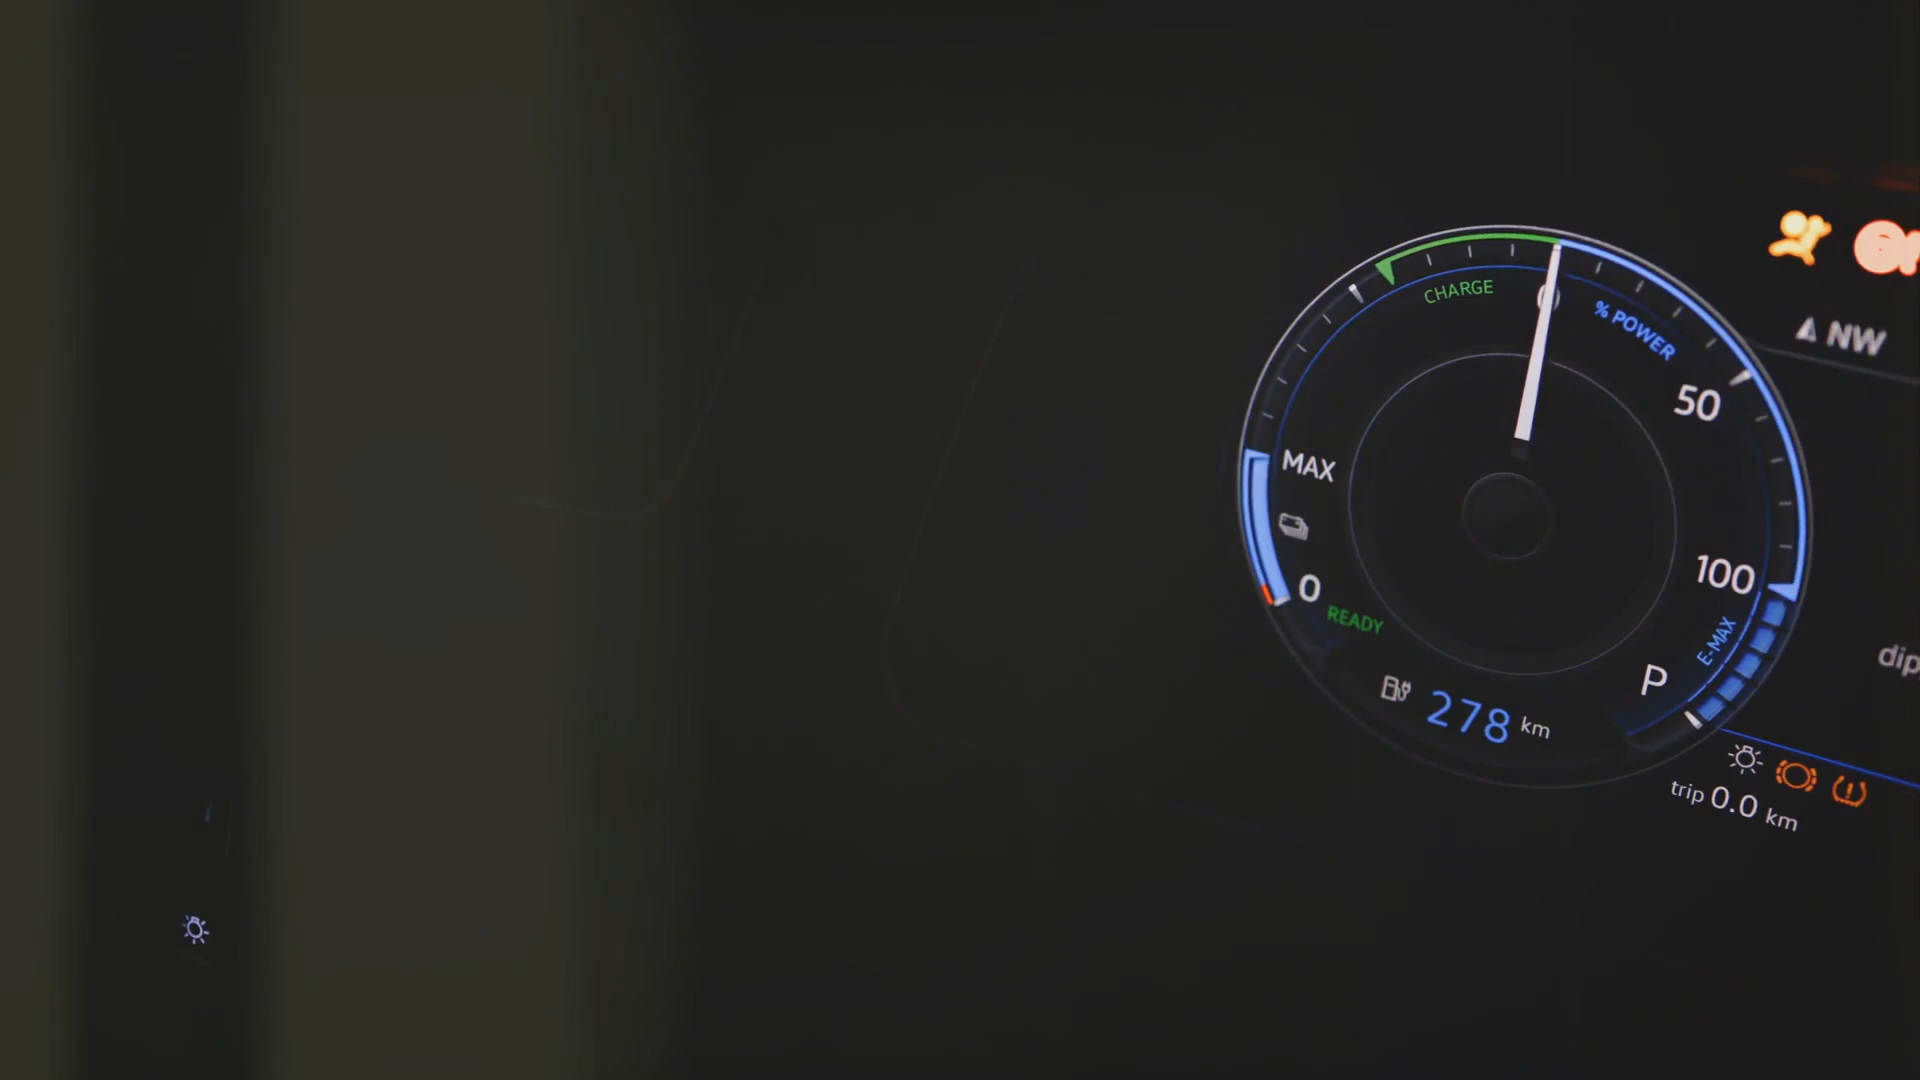 NW
CHARGE
% POWER
50
MAX
0
READY
100
E-MAX
P
278 km
trip 0.0 km